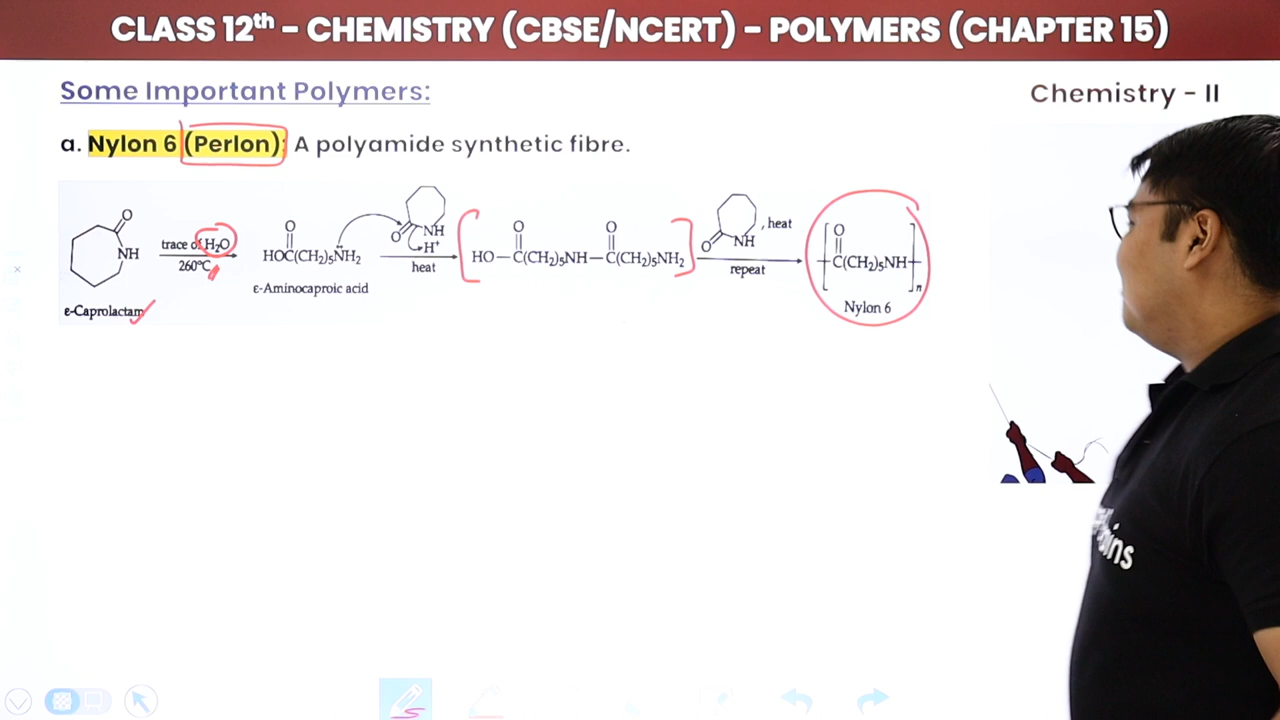 CLASS 12th – CHEMISTRY (CBSE/NCERT) – POLYMERS (CHAPTER 15)
Some Important Polymers:
Chemistry - II
a. Nylon 6 (Perlon): A polyamide synthetic fibre.
O NH
trace of H₂O
260°C
O
HOC(CH₂)₅NH₂
O NH
H⁺
heat
O O
HO—C(CH₂)₅NH—C(CH₂)₅NH₂
O NH , heat
repeat
O
C(CH₂)₅NH n
ε-Caprolactam
ε-Aminocaproic acid
Nylon 6